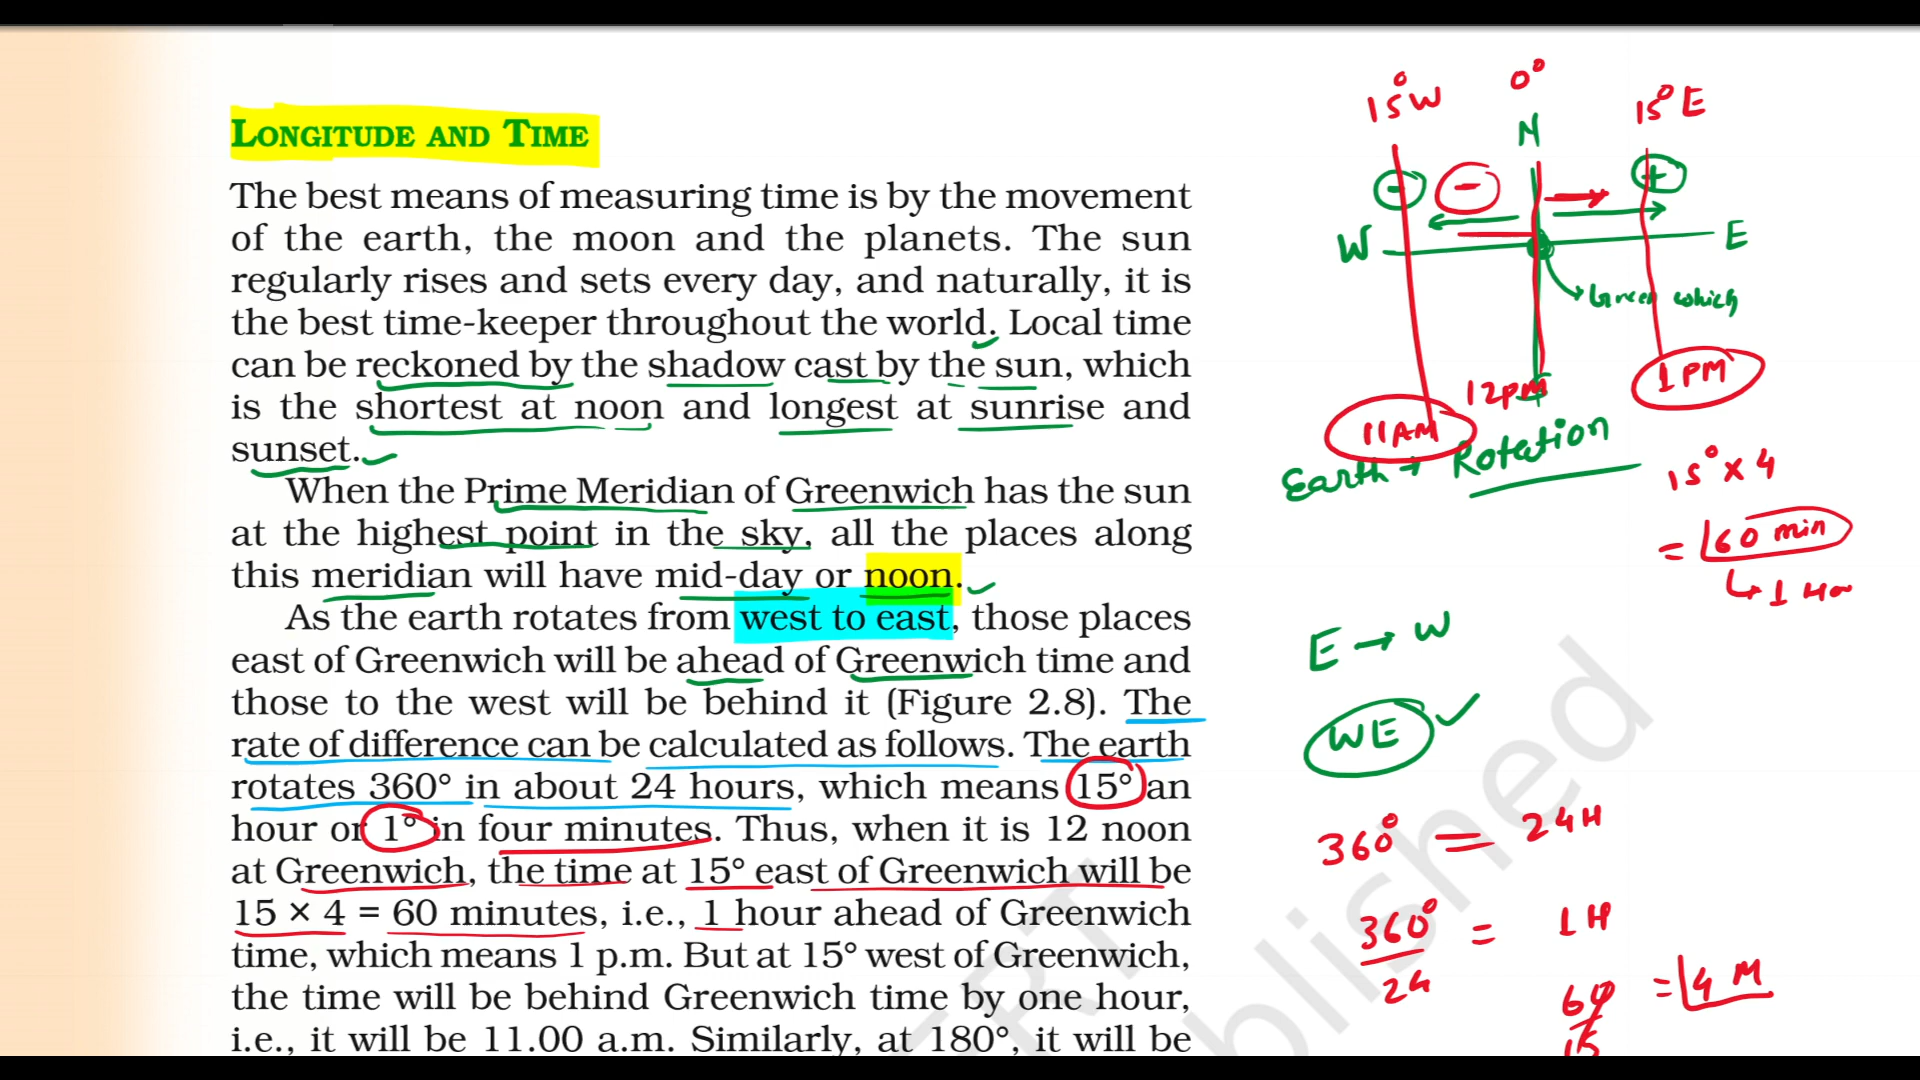 LONGITUDE AND TIME
The best means of measuring time is by the movement
of the earth, the moon and the planets. The sun
regularly rises and sets every day, and naturally, it is
the best time-keeper throughout the world. Local time
can be reckoned by the shadow cast by the sun, which
is the shortest at noon and longest at sunrise and
sunset.
When the Prime Meridian of Greenwich has the sun
at the highest point in the sky, all the places along
this meridian will have mid-day or noon.
As the earth rotates from west to east, those places
east of Greenwich will be ahead of Greenwich time and
those to the west will be behind it (Figure 2.8). The
rate of difference can be calculated as follows. The earth
rotates 360° in about 24 hours, which means 15° an
hour or 1° in four minutes. Thus, when it is 12 noon
at Greenwich, the time at 15° east of Greenwich will be
15 × 4 = 60 minutes, i.e., 1 hour ahead of Greenwich
time, which means 1 p.m. But at 15° west of Greenwich,
the time will be behind Greenwich time by one hour,
i.e., it will be 11.00 a.m. Similarly, at 180°, it will be
15° W 0° 15° E
N
- - +
W E
Green which
12PM 1 PM
11 AM
Earth → Rotation
15° × 4
= 60 min
↳ 1 Hou
E → W
WE ✓
360° = 24H
360°/24 = 1H
60/15 = 4 M
RT
blished